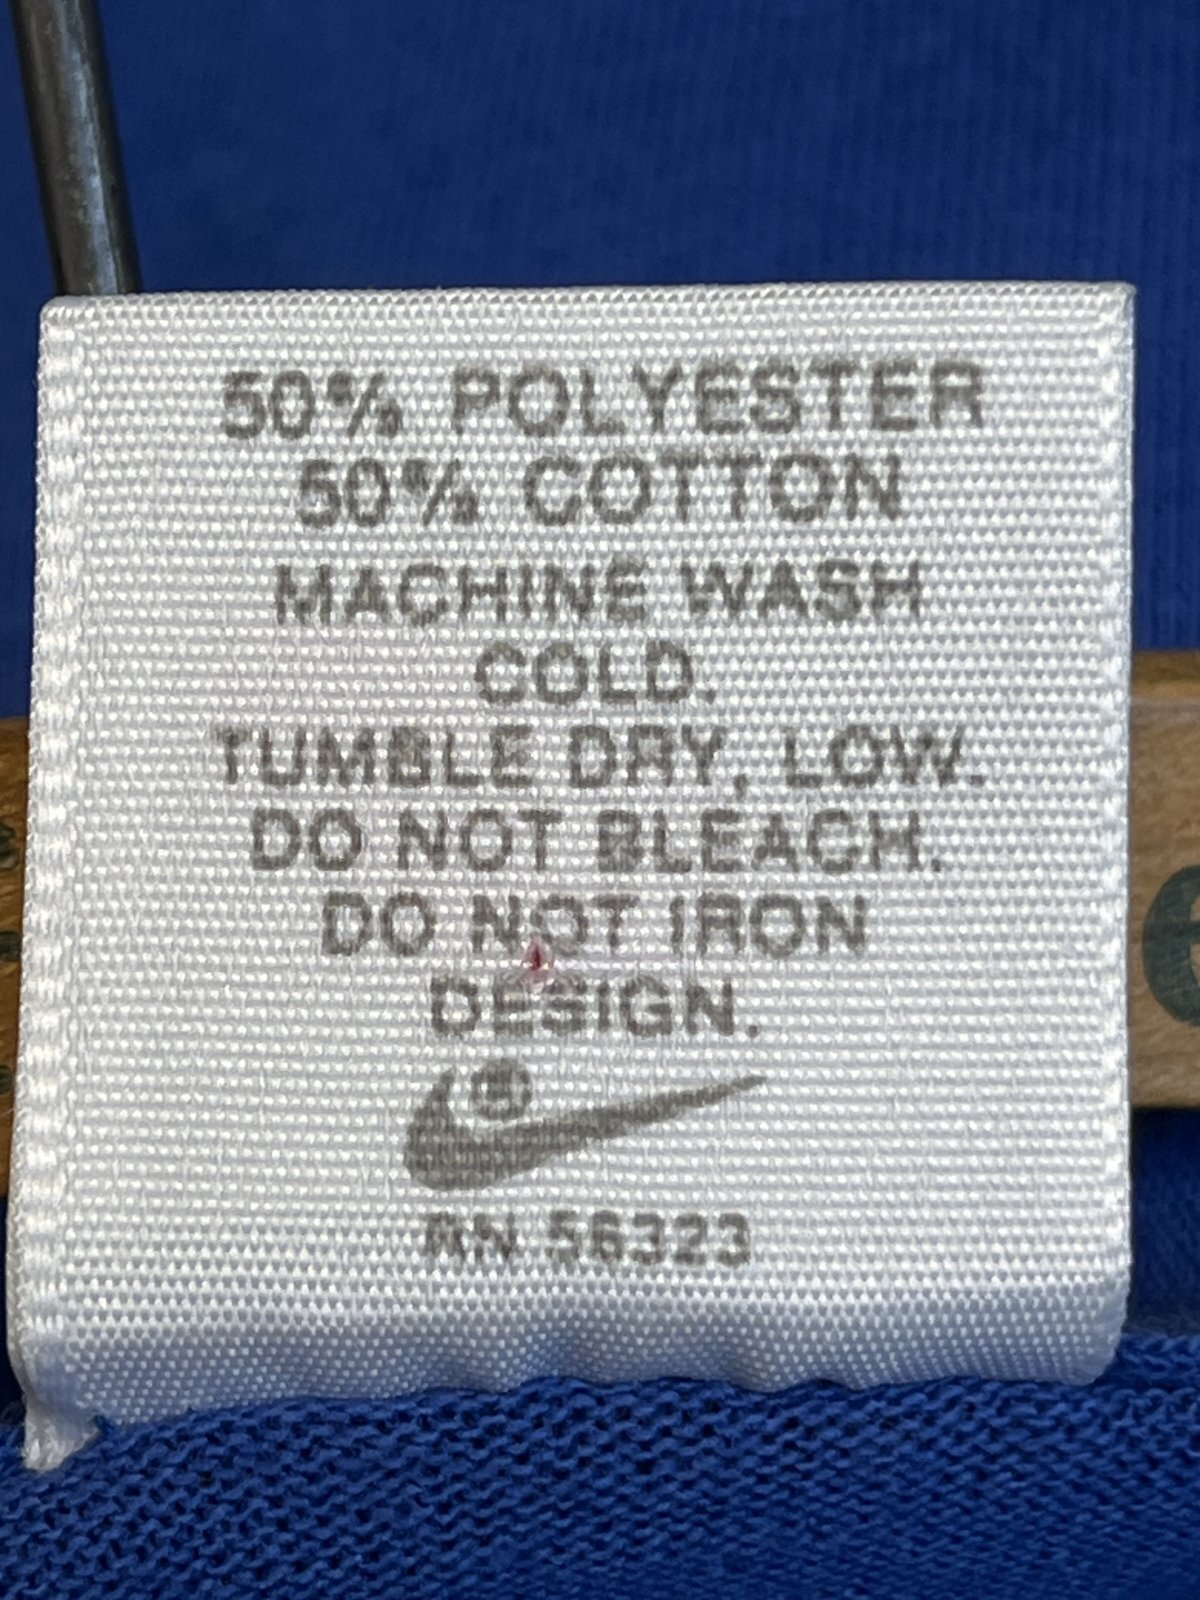 50% POLYESTER
50% COTTON
MACHINE WASH
COLD.
TUMBLE DRY, LOW.
DO NOT BLEACH.
DO NOT IRON
DESIGN.
®
RN 56323
e